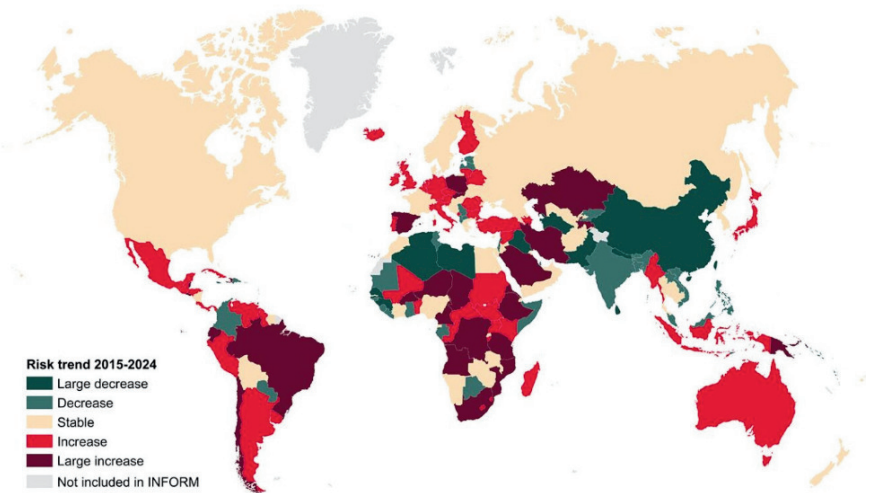 Risk trend 2015-2024
Large decrease
Decrease
Stable
Increase
Large increase
Not included in INFORM